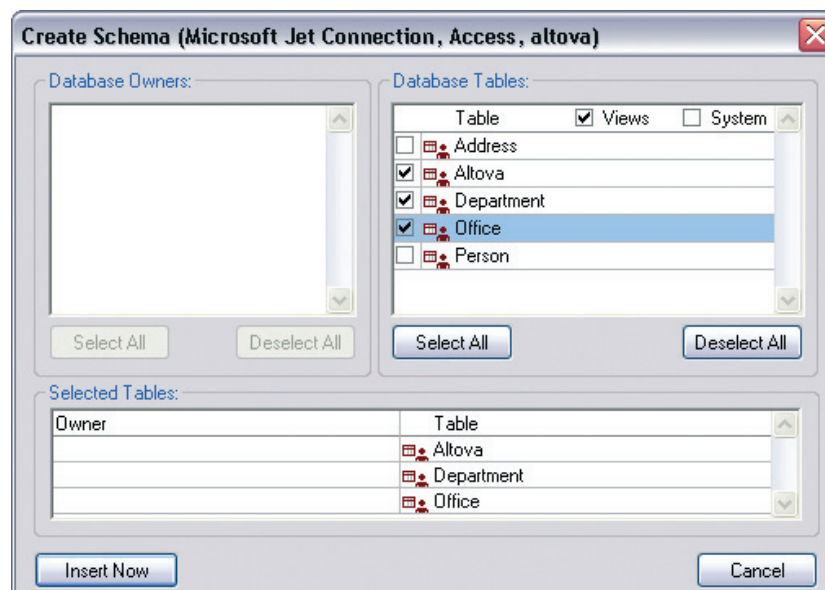 Create Schema (Microsoft Jet Connection, Access, altova)
Database Owners:
Database Tables:
Table Views System
Address
Altova
Department
Office
Person
Select All Deselect All
Select All Deselect All
Selected Tables:
Owner Table
Altova
Department
Office
Insert Now Cancel